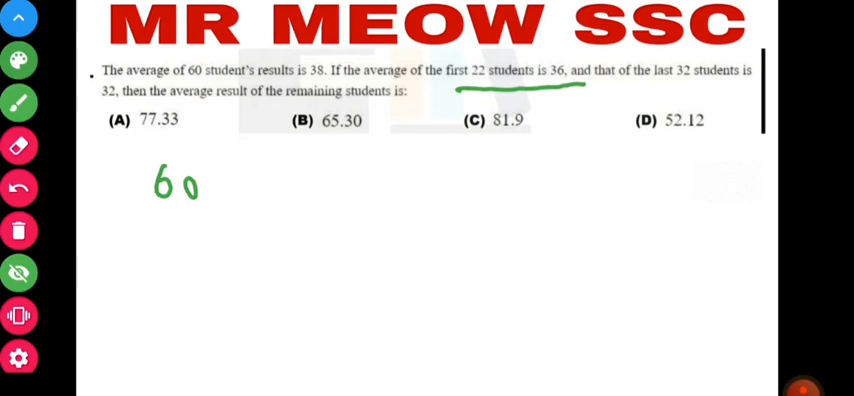 MR MEOW SSC
. The average of 60 student's results is 38. If the average of the first 22 students is 36, and that of the last 32 students is
32, then the average result of the remaining students is:
(A) 77.33 (B) 65.30 (C) 81.9 (D) 52.12
60